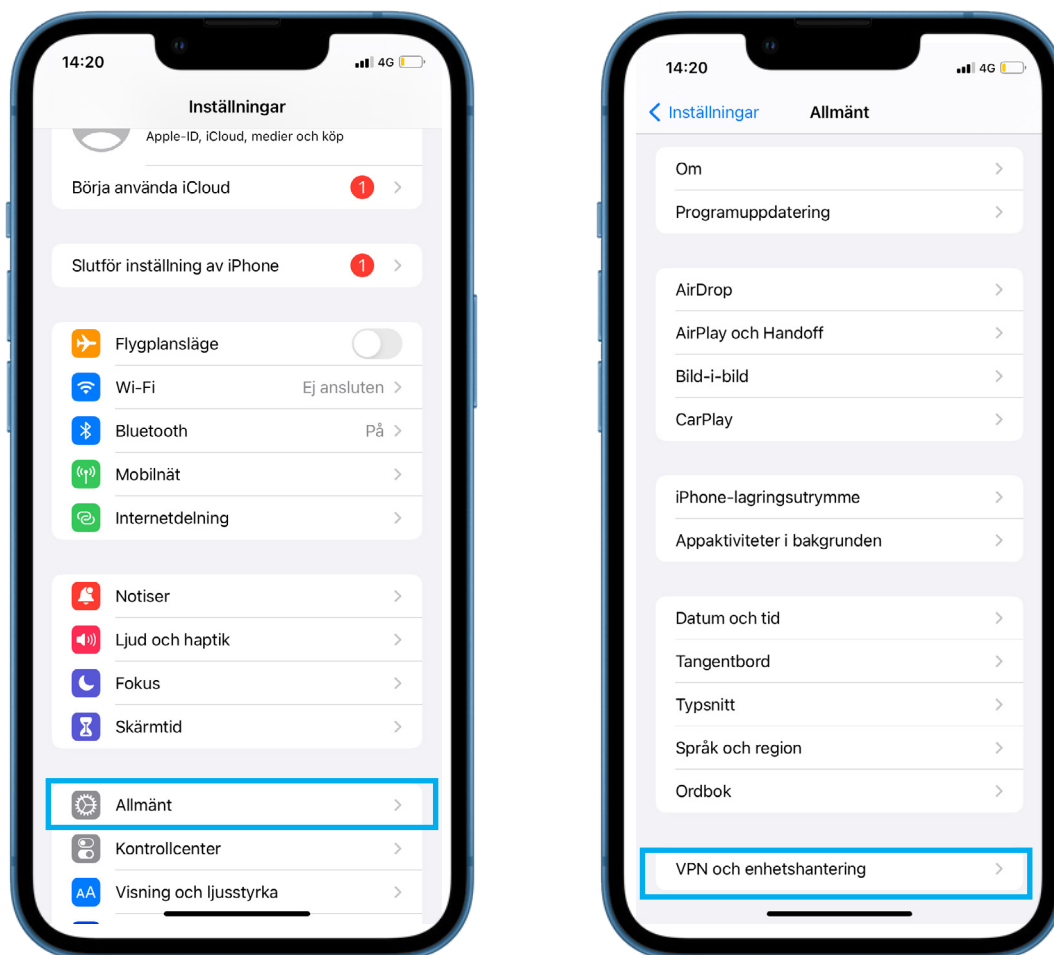 14:20
4G
Inställningar
Apple-ID, iCloud, medier och köp
Börja använda iCloud
1
Slutför inställning av iPhone
1
Flygplansläge
Wi-Fi
Ej ansluten
Bluetooth
På
Mobilnät
Internetdelning
Notiser
Ljud och haptik
Fokus
Skärmtid
Allmänt
Kontrollcenter
AA
Visning och ljusstyrka
14:20
4G
Inställningar
Allmänt
Om
Programuppdatering
AirDrop
AirPlay och Handoff
Bild-i-bild
CarPlay
iPhone-lagringsutrymme
Appaktiviteter i bakgrunden
Datum och tid
Tangentbord
Typsnitt
Språk och region
Ordbok
VPN och enhetshantering